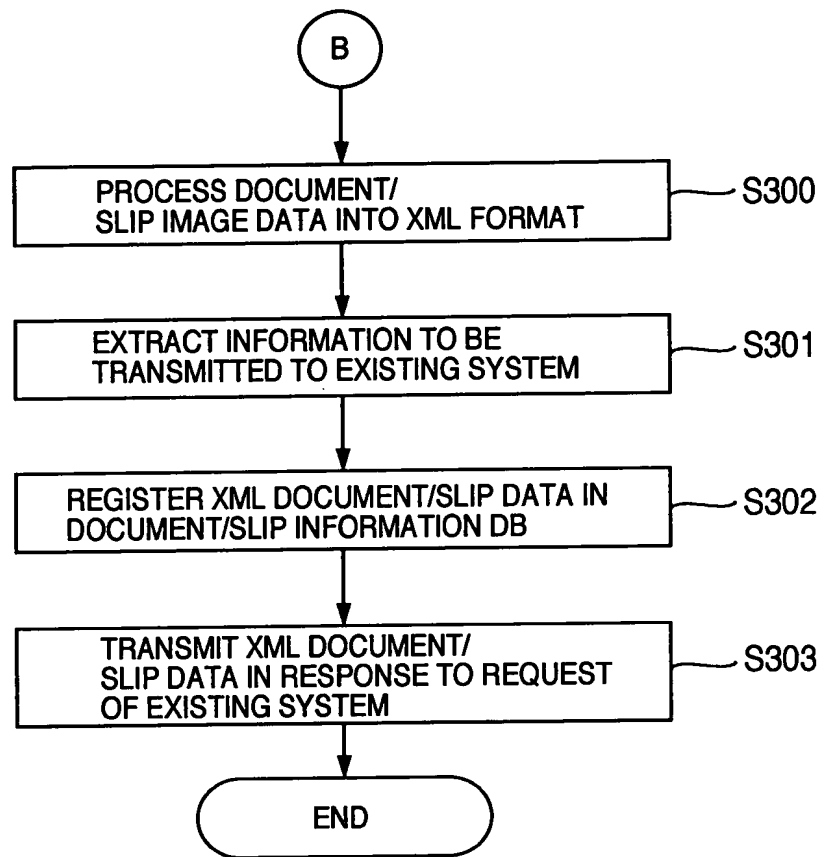 B
PROCESS DOCUMENT/
SLIP IMAGE DATA INTO XML FORMAT
S300
EXTRACT INFORMATION TO BE
TRANSMITTED TO EXISTING SYSTEM
S301
REGISTER XML DOCUMENT/SLIP DATA IN
DOCUMENT/SLIP INFORMATION DB
S302
TRANSMIT XML DOCUMENT/
SLIP DATA IN RESPONSE TO REQUEST
OF EXISTING SYSTEM
S303
END